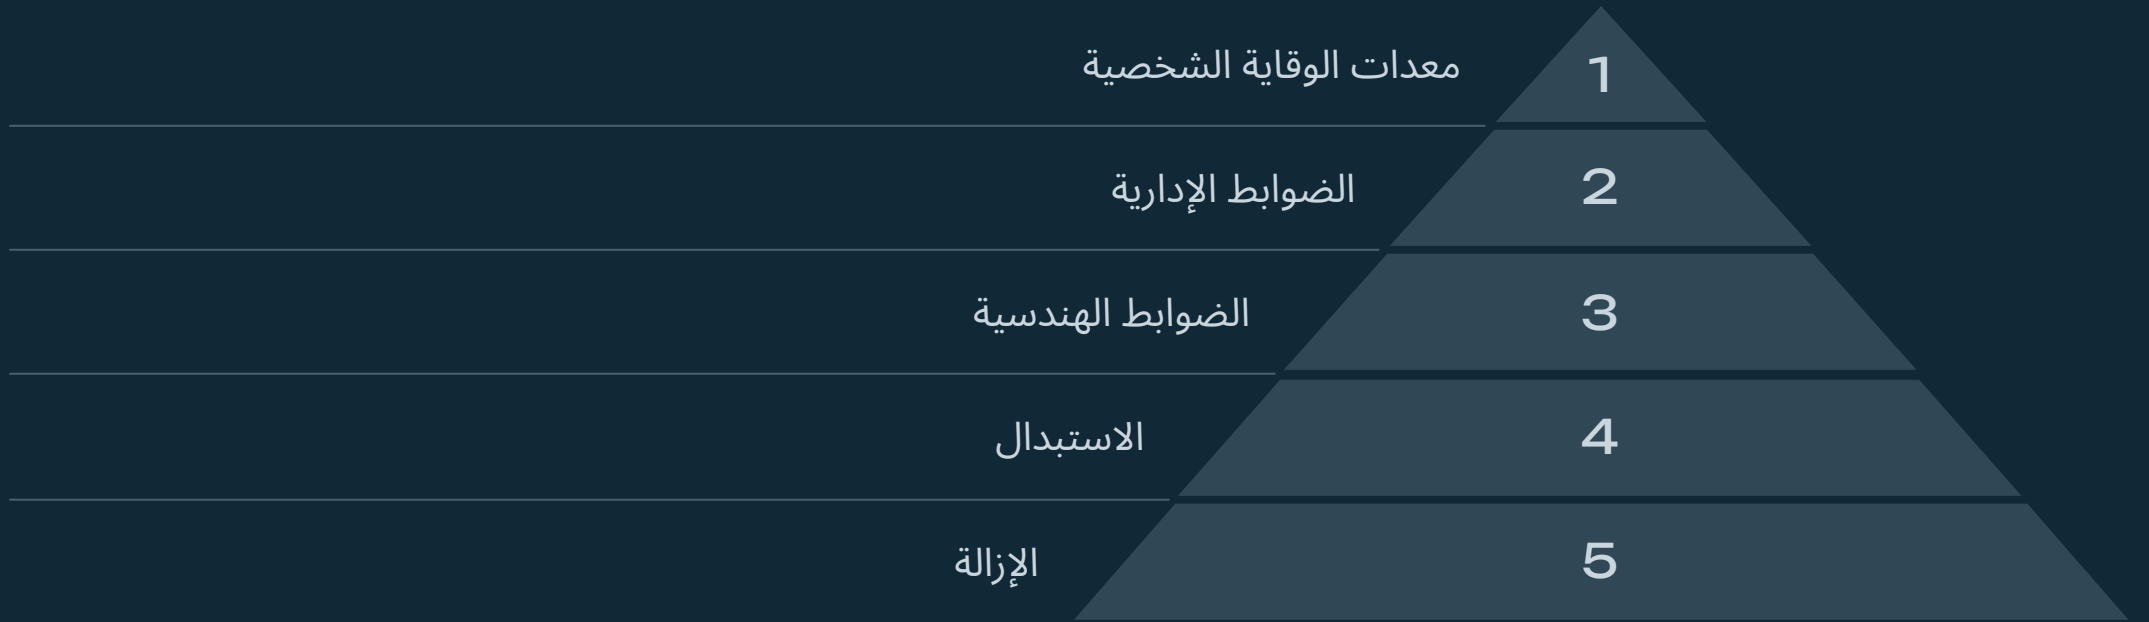 معدات الوقاية الشخصية
1
الضوابط الإدارية
2
الضوابط الهندسية
3
الاستبدال
4
الإزالة
5